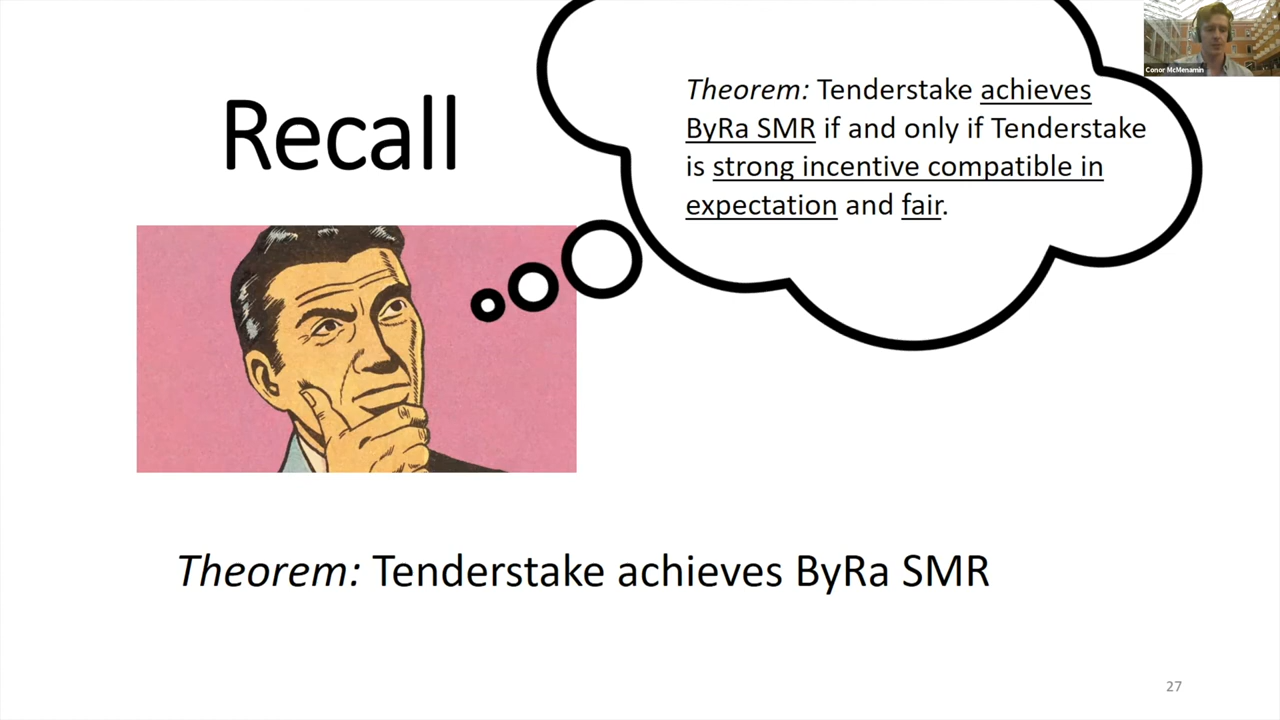 Recall
Theorem: Tenderstake achieves
ByRa SMR if and only if Tenderstake
is strong incentive compatible in
expectation and fair.
Conor McMenamin
Theorem: Tenderstake achieves ByRa SMR
27